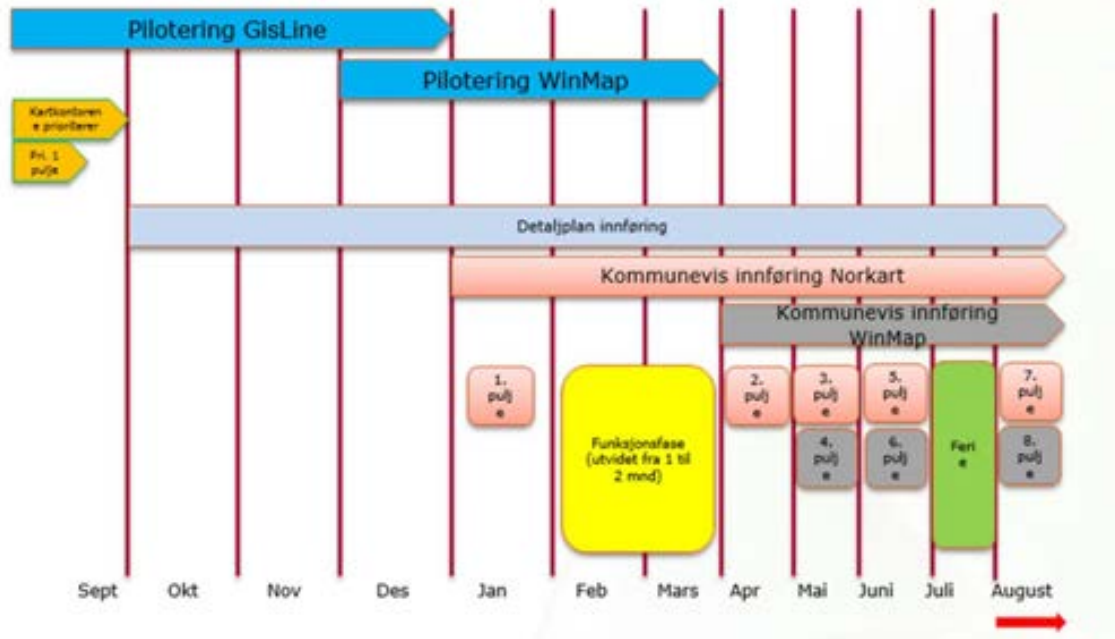 Pilotering GisLine
Pilotering WinMap
Kartkontoren
e prioriterer
Pri. 1
pulje
Detaljplan innføring
Kommunevis innføring Norkart
Kommunevis innføring
WinMap
1.
pulj
e
Funksjonsfase
(utvidet fra 1 til
2 mnd)
2.
pulj
e
3.
pulj
e
4.
pulj
e
5.
pulj
e
6.
pulj
e
Feri
e
7.
pulj
e
8.
pulj
e
Sept Okt Nov Des Jan Feb Mars Apr Mai Juni Juli August